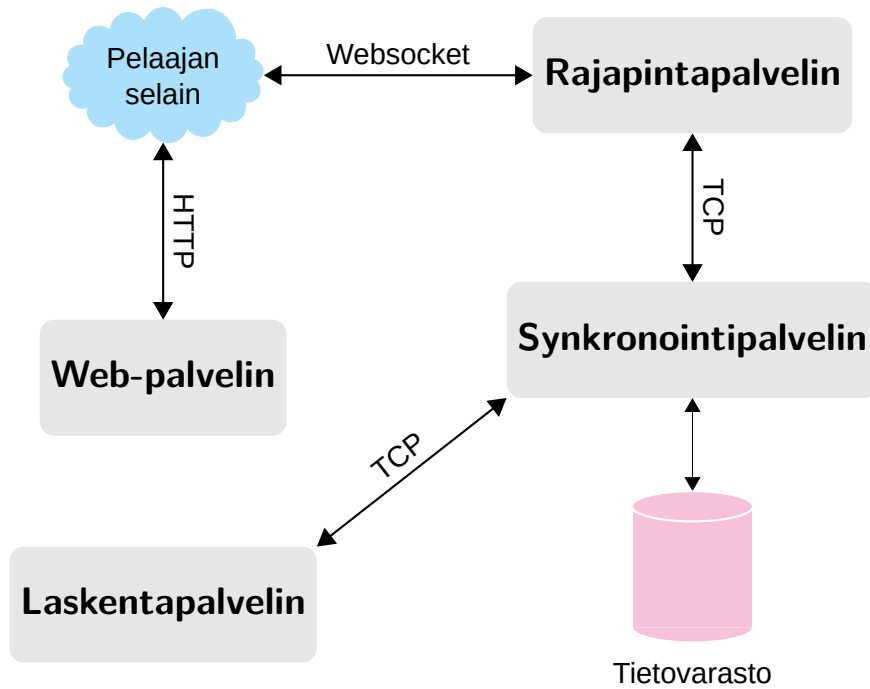 Pelaajan
selain
Websocket
Rajapintapalvelin
HTTP
TCP
Web-palvelin
Synkronointipalvelin
TCP
Laskentapalvelin
Tietovarasto